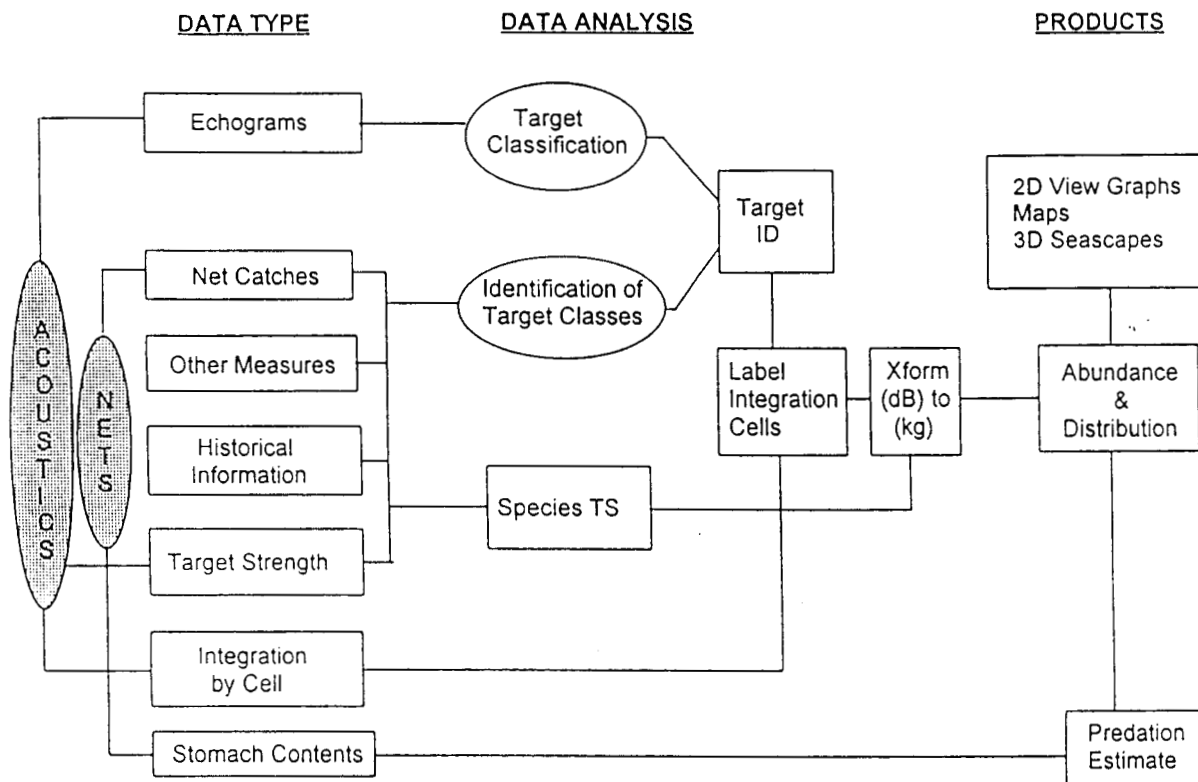 DATA TYPE
DATA ANALYSIS
PRODUCTS
Echograms
Target
Classification
Target
ID
2D View Graphs
Maps
3D Seascapes
ACOUSTICS
NETS
Net Catches
Identification of
Target Classes
Other Measures
Label
Integration
Cells
Xform
(dB) to
(kg)
Abundance
&
Distribution
Historical
Information
Species TS
Target Strength
Integration
by Cell
Stomach Contents
Predation
Estimate